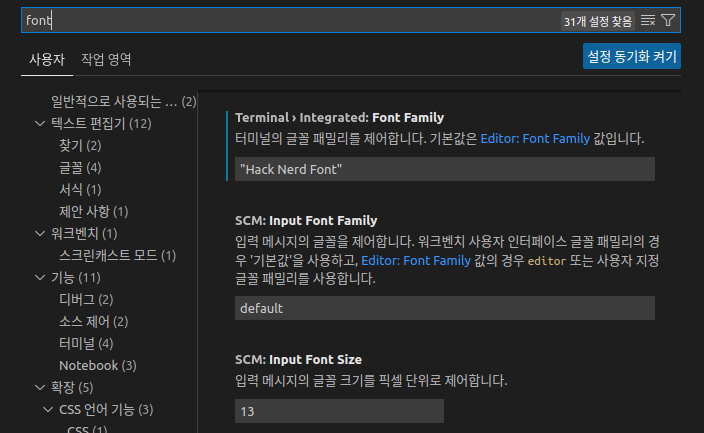 font
31개 설정 찾음
사용자 작업 영역
설정 동기화 켜기
일반적으로 사용되는 ... (2)
텍스트 편집기 (12)
찾기 (2)
글꼴 (4)
서식 (1)
제안 사항 (1)
워크벤치 (1)
스크린캐스트 모드 (1)
기능 (11)
디버그 (2)
소스 제어 (2)
터미널 (4)
Notebook (3)
확장 (5)
CSS 언어 기능 (3)
CSS (1)
Terminal › Integrated: Font Family
터미널의 글꼴 패밀리를 제어합니다. 기본값은 Editor: Font Family 값입니다.
"Hack Nerd Font"
SCM: Input Font Family
입력 메시지의 글꼴을 제어합니다. 워크벤치 사용자 인터페이스 글꼴 패밀리의 경
우 '기본값'을 사용하고, Editor: Font Family 값의 경우 editor 또는 사용자 지정
글꼴 패밀리를 사용합니다.
default
SCM: Input Font Size
입력 메시지의 글꼴 크기를 픽셀 단위로 제어합니다.
13